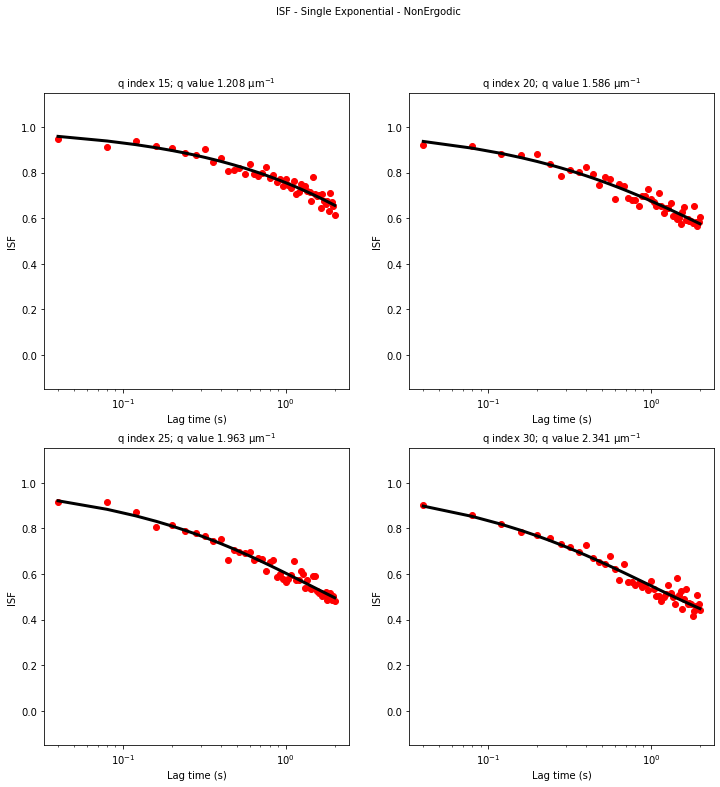 ISF - Single Exponential - NonErgodic
q index 15; q value 1.208 μm⁻¹
1.0
0.8
0.6
0.4
0.2
0.0
ISF
10⁻¹ 10⁰
Lag time (s)
q index 20; q value 1.586 μm⁻¹
1.0
0.8
0.6
0.4
0.2
0.0
ISF
10⁻¹ 10⁰
Lag time (s)
q index 25; q value 1.963 μm⁻¹
1.0
0.8
0.6
0.4
0.2
0.0
ISF
10⁻¹ 10⁰
Lag time (s)
q index 30; q value 2.341 μm⁻¹
1.0
0.8
0.6
0.4
0.2
0.0
ISF
10⁻¹ 10⁰
Lag time (s)